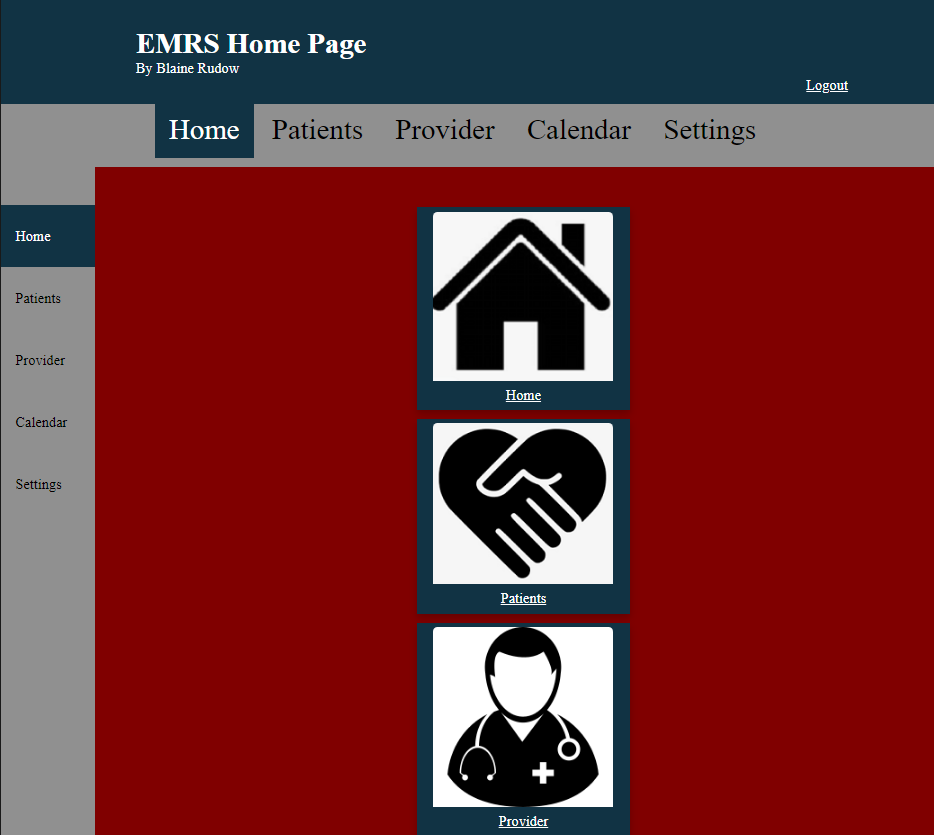 EMRS Home Page
By Blaine Rudow
Logout
Home Patients Provider Calendar Settings
Home
Patients
Provider
Calendar
Settings
Home
Patients
Provider